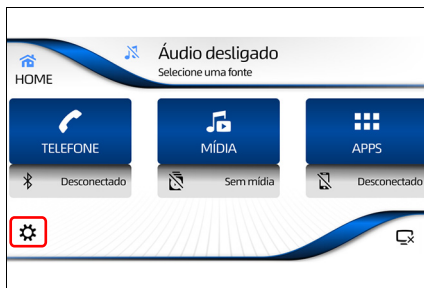 Áudio desligado
Selecione uma fonte
HOME
TELEFONE
MÍDIA
APPS
Desconectado
Sem mídia
Desconectado